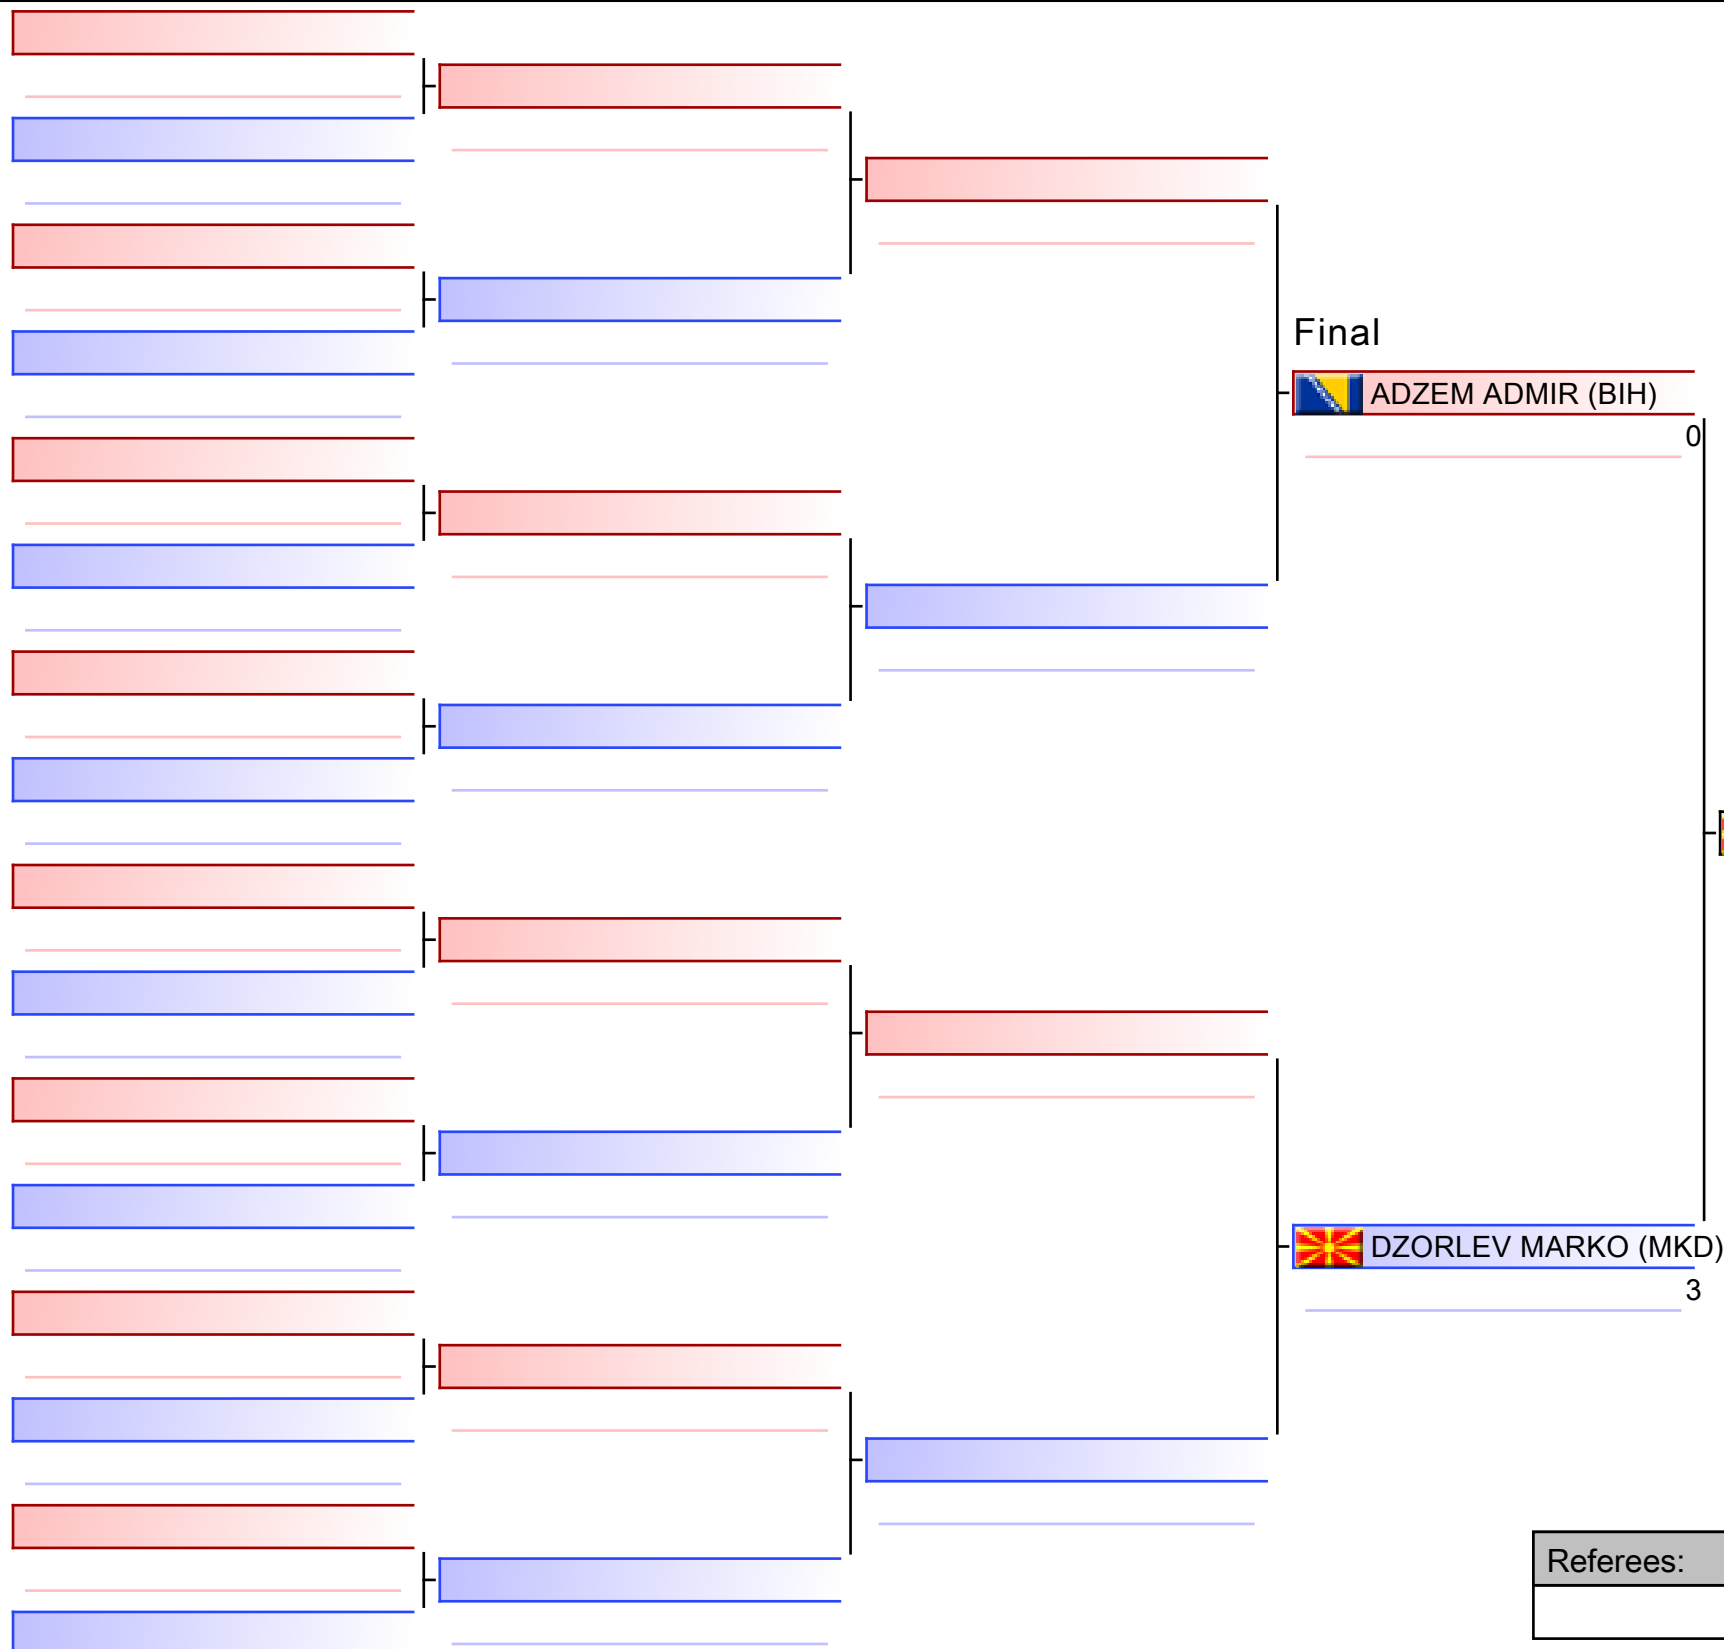 Final
ADZEM ADMIR (BIH)
0
DZORLEV MARKO (MKD)
3
Referees: